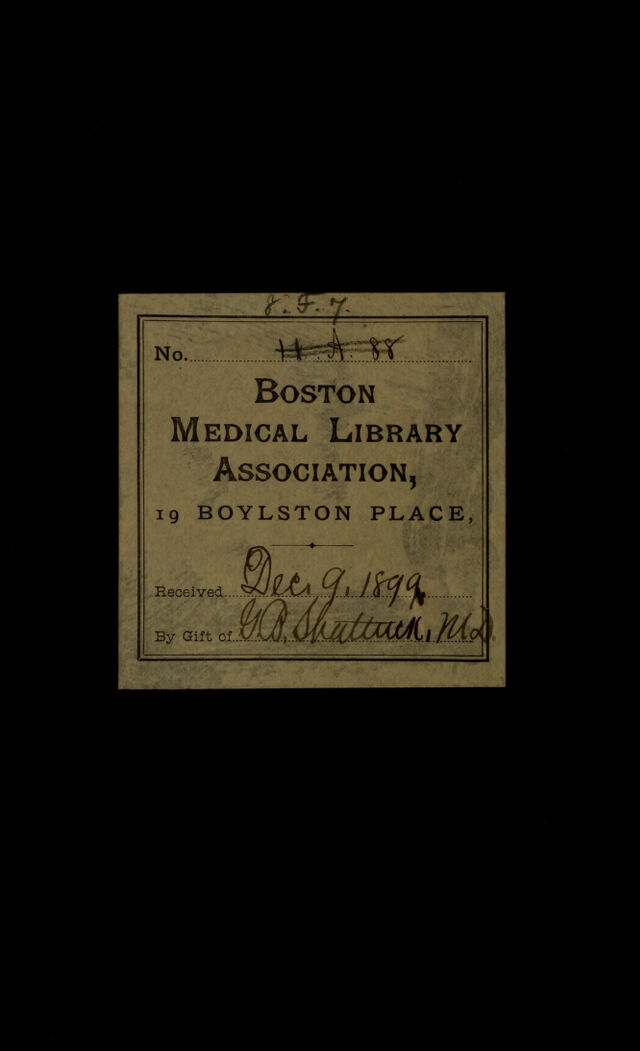 8. F. 7.
No. 11. A. 88
BOSTON
MEDICAL LIBRARY
ASSOCIATION,
19 BOYLSTON PLACE,
Received Dec. 9, 1899
By Gift of G.B. Shattuck, M.D.